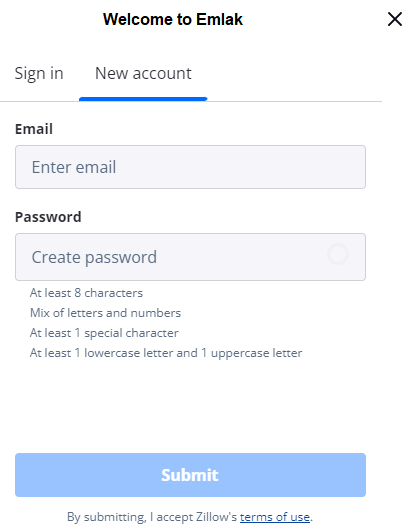 Welcome to Emlak
Sign in New account
Email
Enter email
Password
Create password
At least 8 characters
Mix of letters and numbers
At least 1 special character
At least 1 lowercase letter and 1 uppercase letter
Submit
By submitting, I accept Zillow's terms of use.